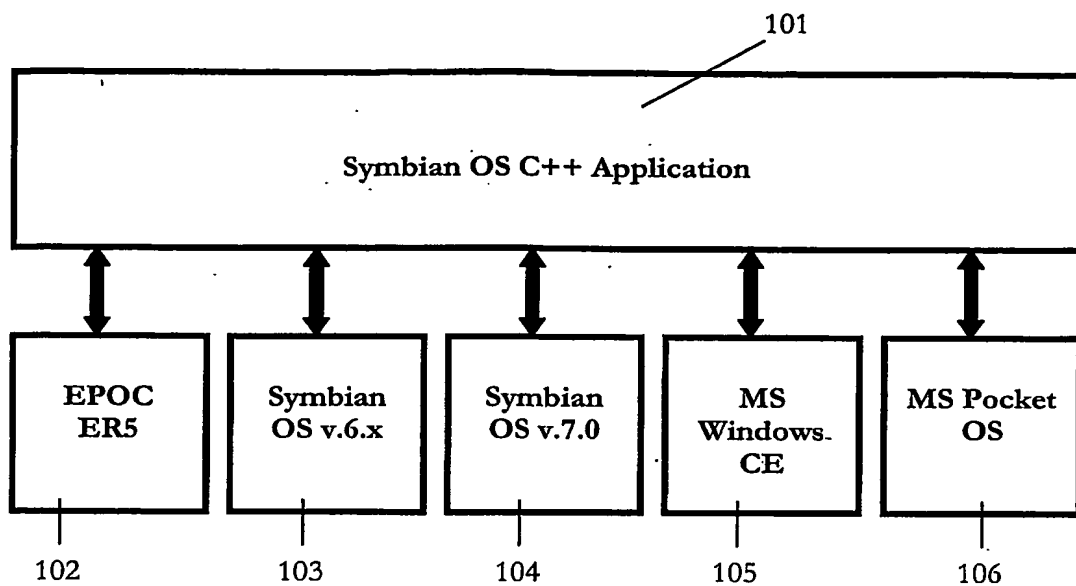 101
Symbian OS C++ Application
EPOC
ER5
Symbian
OS v.6.x
Symbian
OS v.7.0
MS
Windows-
CE
MS Pocket
OS
102
103
104
105
106